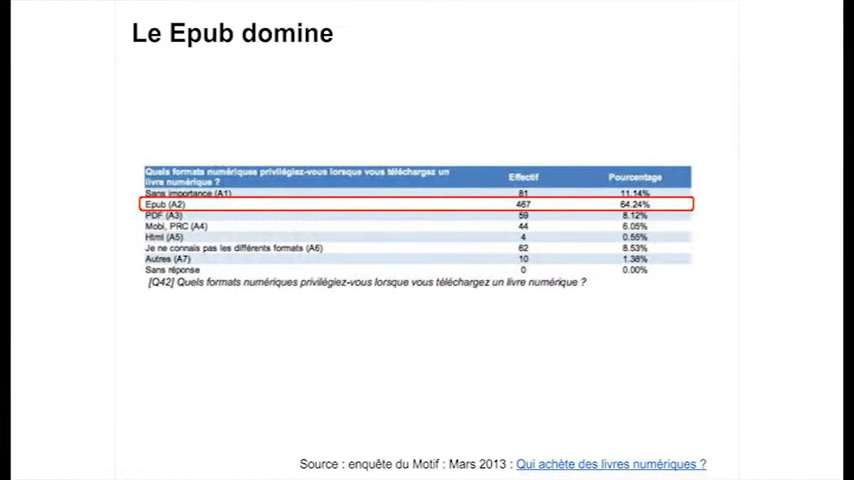 Le Epub domine
Quels formats numériques privilégiez-vous lorsque vous téléchargez un livre numérique ? Effectif Pourcentage
Sans importance (A1) 81 11.14%
Epub (A2) 467 64.24%
PDF (A3) 59 8.12%
Mobi, PRC (A4) 44 6.05%
Html (A5) 4 0.55%
Je ne connais pas les différents formats (A6) 62 8.53%
Autres (A7) 10 1.38%
Sans réponse 0 0.00%
[Q42] Quels formats numériques privilégiez-vous lorsque vous téléchargez un livre numérique ?
Source : enquête du Motif : Mars 2013 : Qui achète des livres numériques ?